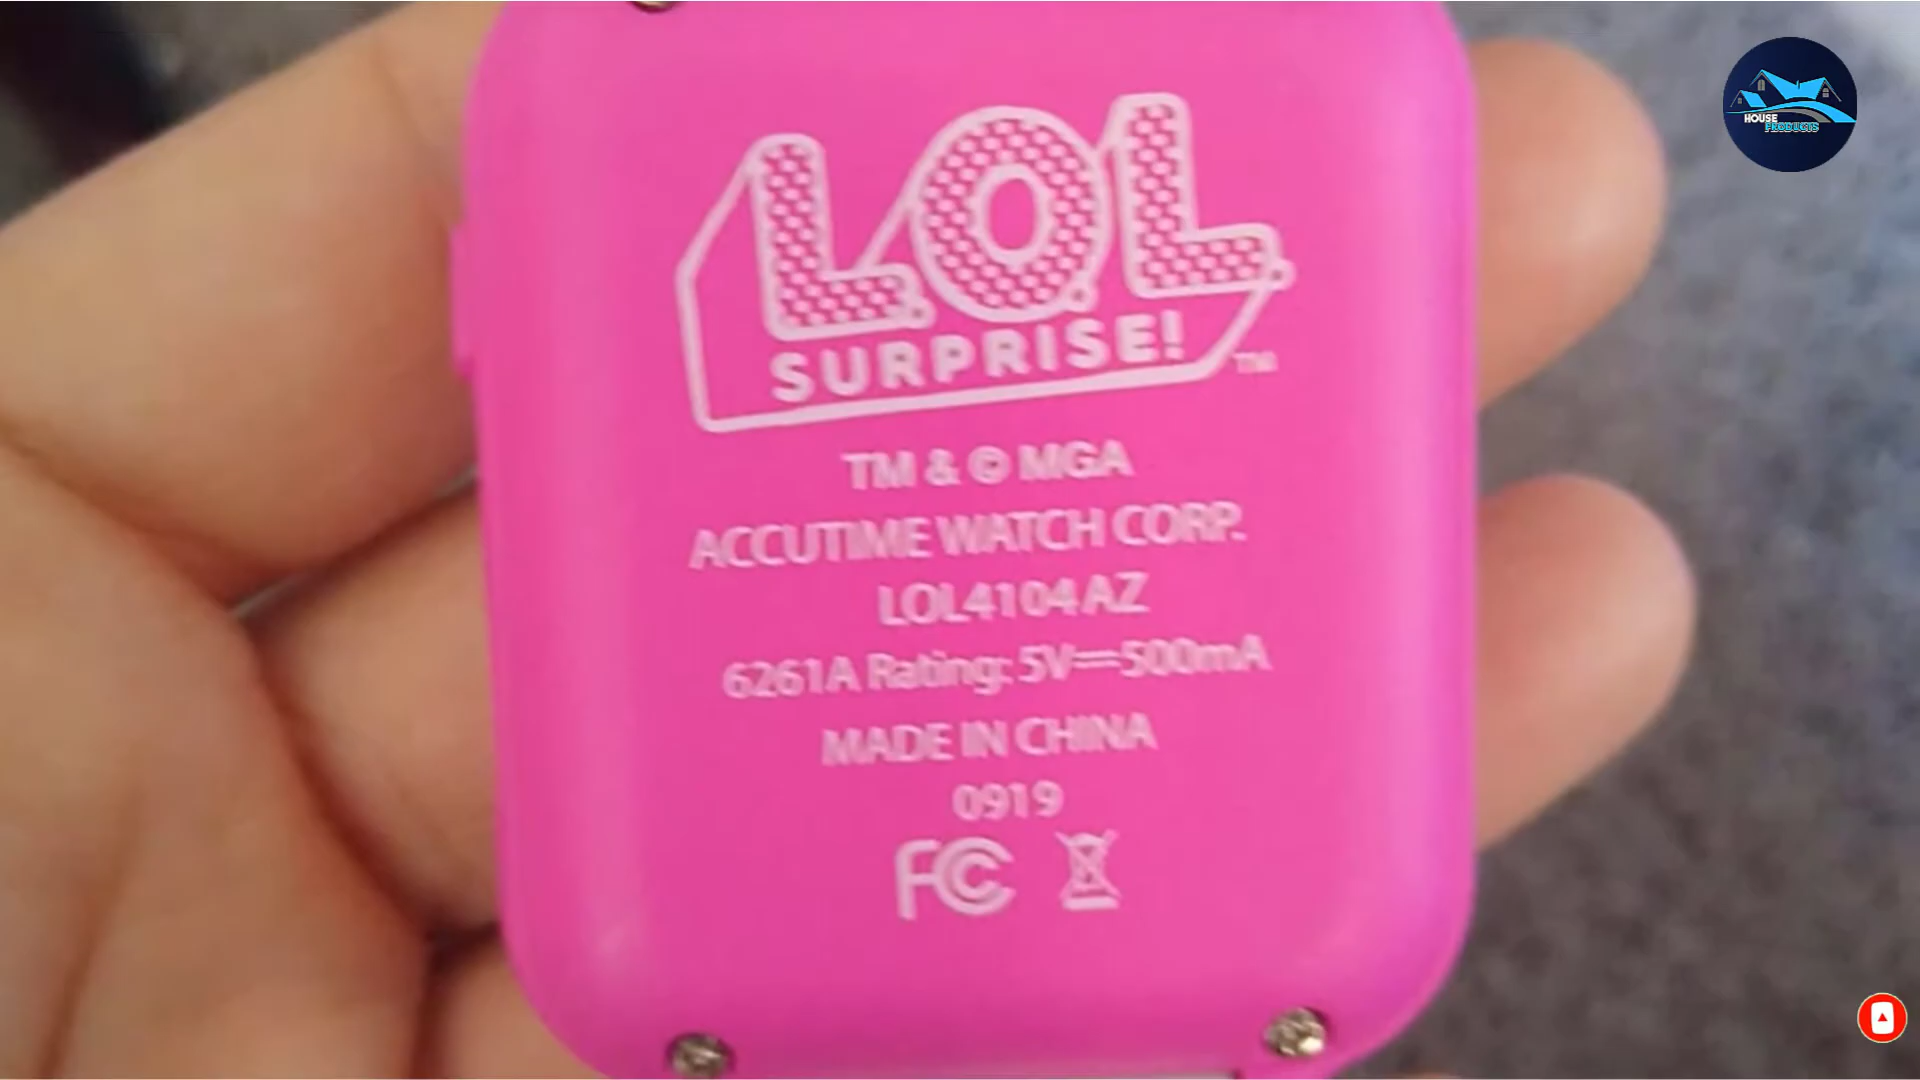 L.O.L.
SURPRISE!™
TM & © MGA
ACCUTIME WATCH CORP.
LOL4104AZ
6261A Rating: 5V⎓500mA
MADE IN CHINA
0919
FC
HOUSE
PRODUCTS